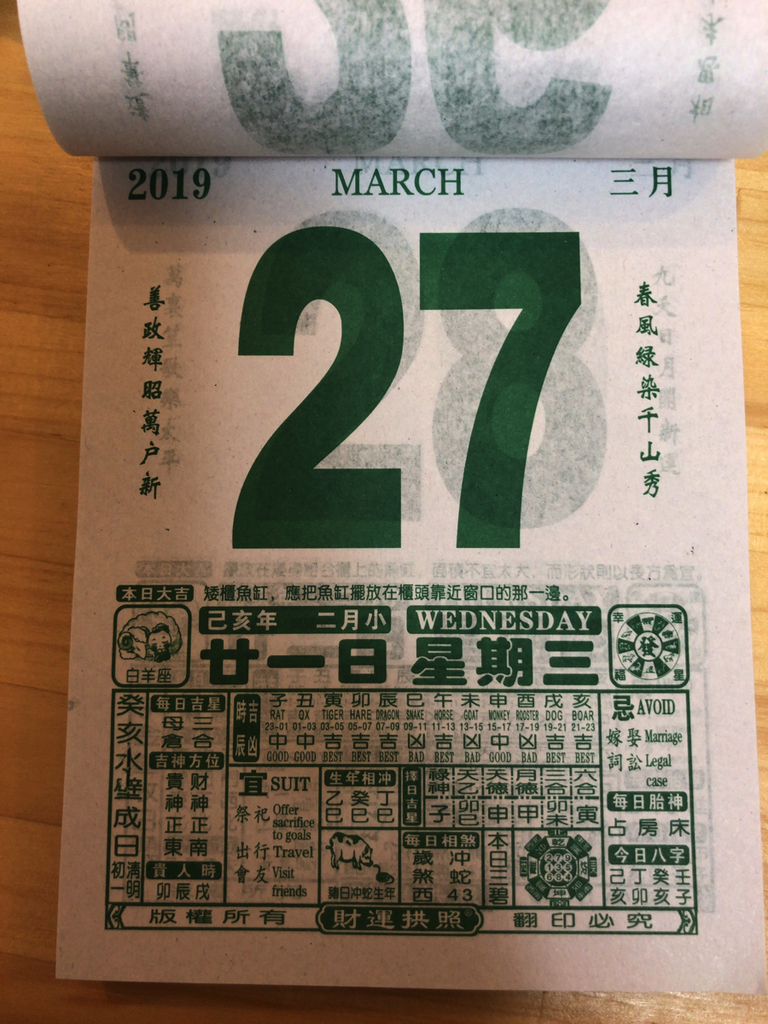 2019 MARCH 三月
27
春風綠染千山秀
善政輝昭萬户新
本日大吉 矮櫃魚缸，應把魚缸擺放在櫃頭靠近窗口的那一邊。
白羊座
己亥年 二月小 WEDNESDAY
廿一日 星期三
幸運福星 發
癸亥水壁成日
初一清明
每日吉星
母倉 三合
吉神方位
貴神正東 财神正南
貴人時
卯辰戌
時辰吉凶
子 丑 寅 卯 辰 巳 午 未 申 酉 戌 亥
RAT OX TIGER HARE DRAGON SNAKE HORSE GOAT MONKEY ROOSTER DOG BOAR
23-01 01-03 03-05 05-07 07-09 09-11 11-13 13-15 15-17 17-19 19-21 21-23
中 中 吉 吉 吉 凶 吉 凶 中 凶 吉 吉
GOOD GOOD BEST BEST BEST BAD BEST BAD GOOD BAD BEST BEST
忌 AVOID
嫁娶 Marriage
詞訟 Legal case
宜 SUIT
祭祀 Offer sacrifice to goals
出行 Travel
會友 Visit friends
生年相冲
乙巳 癸巳 丁巳
擇日吉星
禄神 天乙 天德 月德 三合 六合
子 卯巳 申 甲 卯未 寅
每日胎神
占房床
豬日冲蛇生年
每日相煞
歲煞西 冲蛇43
本日三碧
今日八字
己亥 丁卯 癸亥 壬子
版權所有 財運拱照 翻印必究